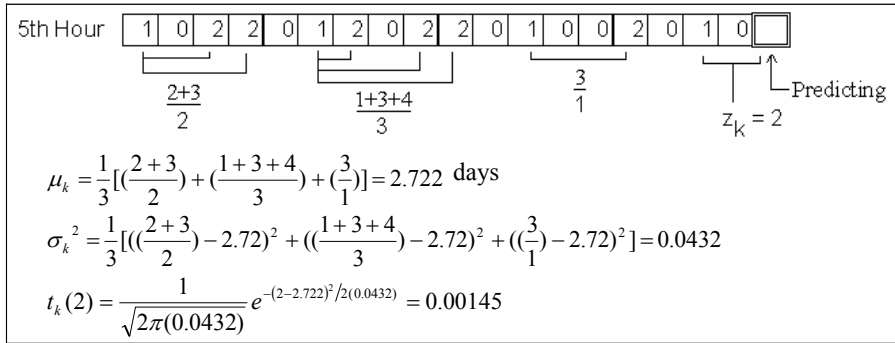 5th Hour 1 0 2 2 0 1 2 0 2 2 0 1 0 0 2 0 1 0
(2+3)/2 (1+3+4)/3 3/1 z_k = 2 Predicting
μ_k = 1/3[((2+3)/2) + ((1+3+4)/3) + (3/1)] = 2.722 days
σ_k² = 1/3[(((2+3)/2) − 2.72)² + (((1+3+4)/3) − 2.72)² + ((3/1) − 2.72)²] = 0.0432
t_k(2) = 1/√(2π(0.0432)) e^(−(2−2.722)²/2(0.0432)) = 0.00145